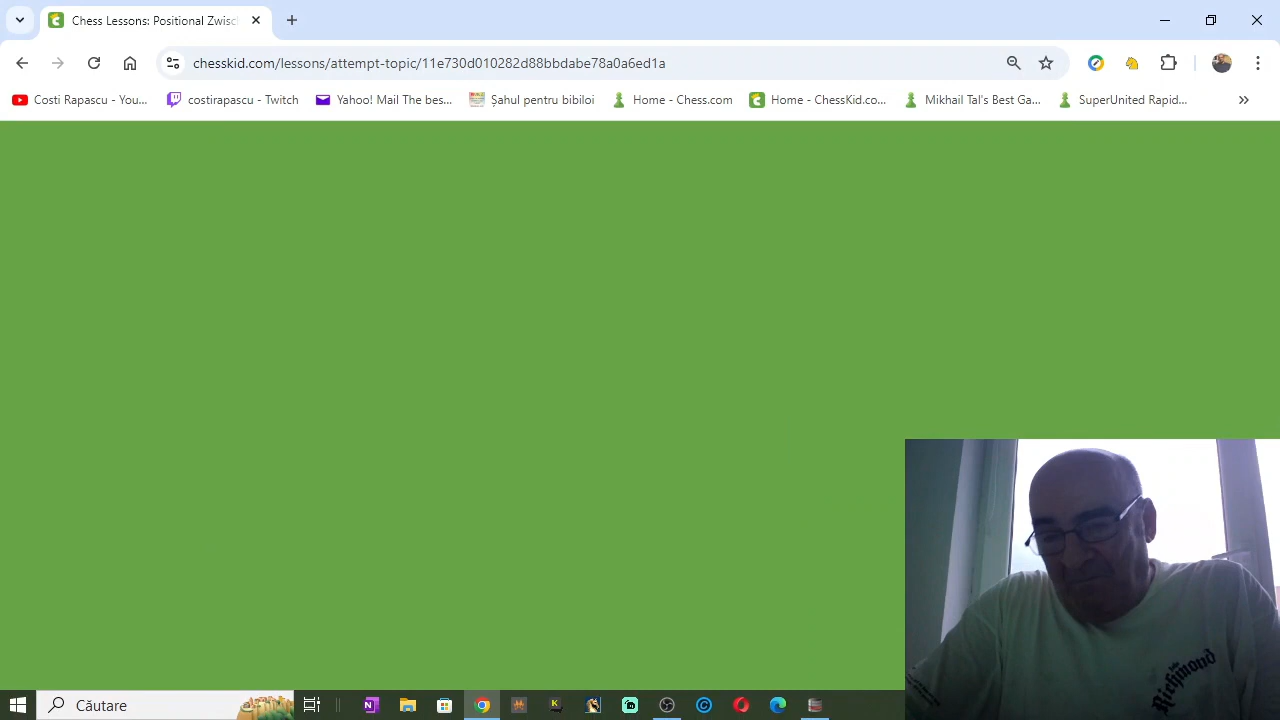 Chess Lessons: Positional Zwisc
chesskid.com/lessons/attempt-topic/11e730d010282d88bbdabe78a0a6ed1a
Costi Rapascu - You...
costirapascu - Twitch
Yahoo! Mail The bes...
Șahul pentru bibiloi
Home - Chess.com
Home - ChessKid.co...
Mikhail Tal's Best Ga...
SuperUnited Rapid...
Richmond
Căutare